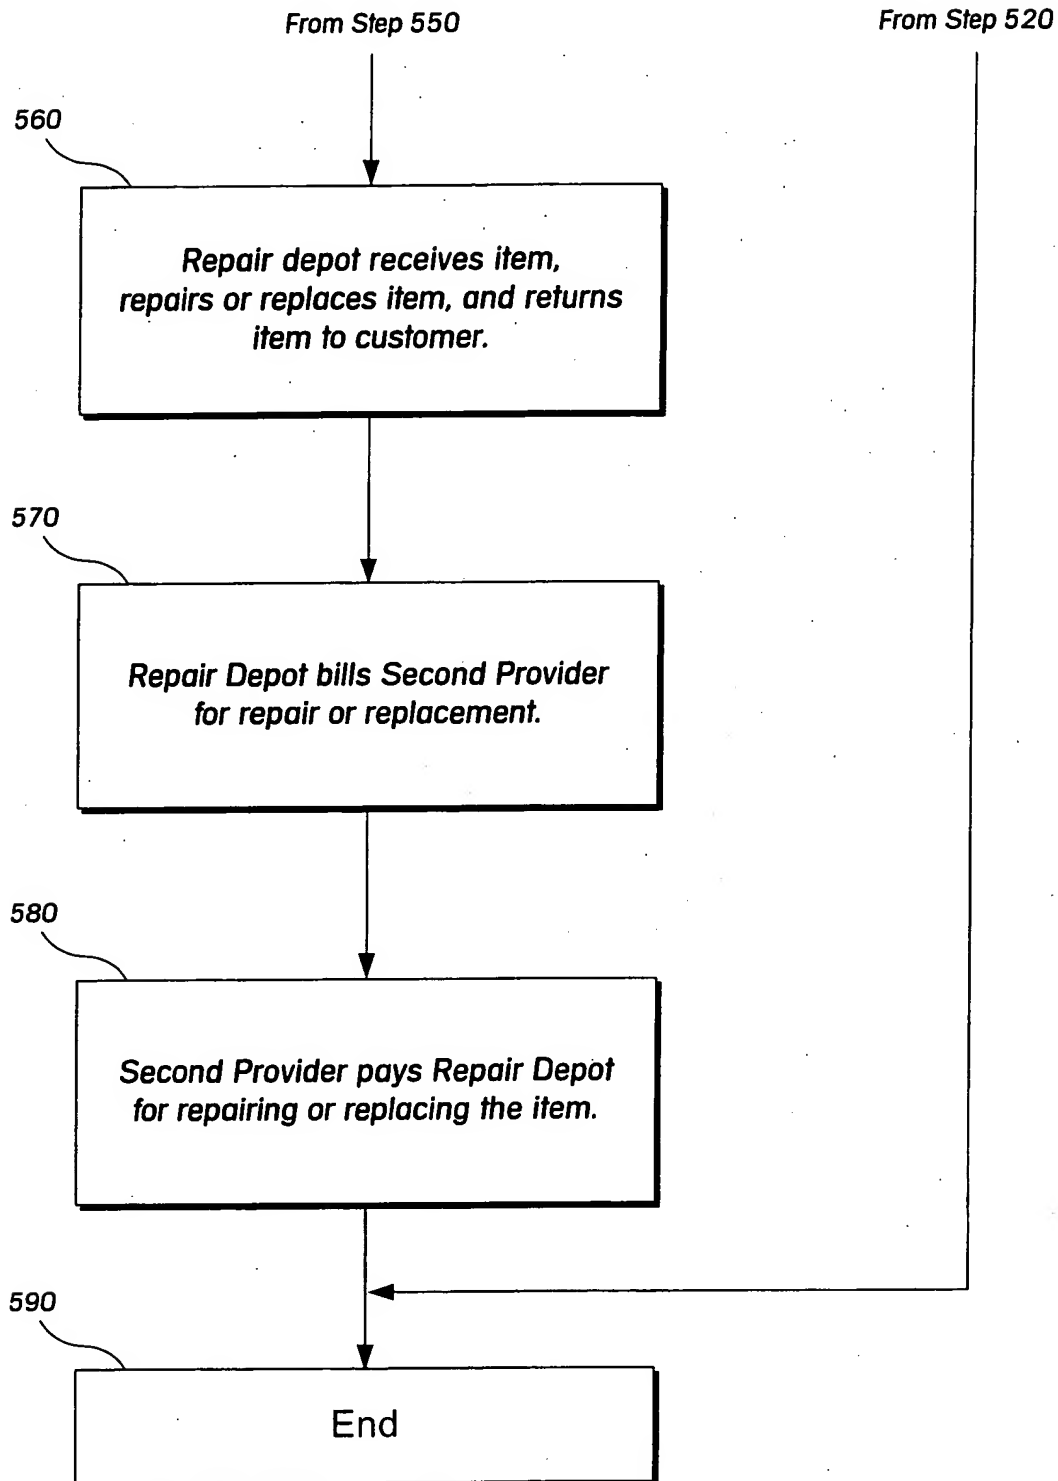 From Step 550
From Step 520
560
Repair depot receives item,
repairs or replaces item, and returns
item to customer.
570
Repair Depot bills Second Provider
for repair or replacement.
580
Second Provider pays Repair Depot
for repairing or replacing the item.
590
End